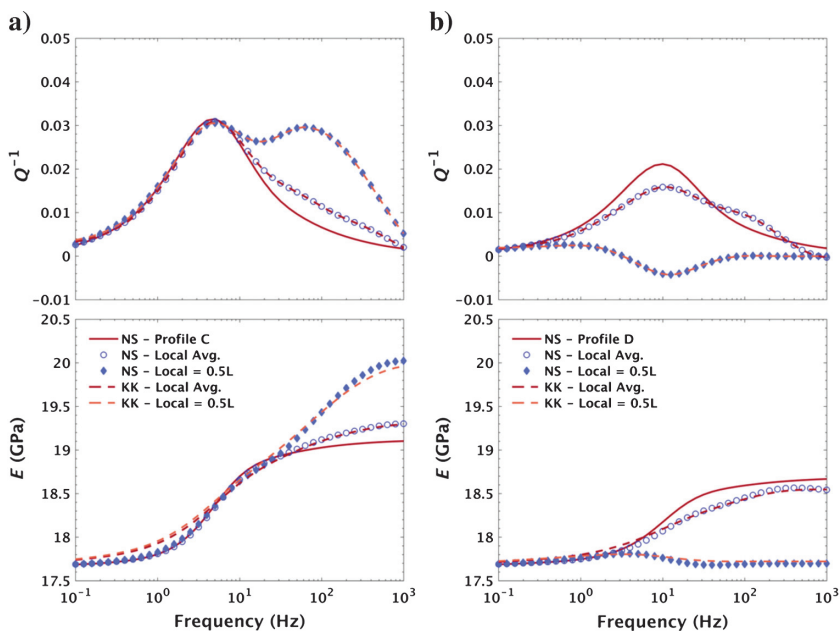 a)
0.05
0.04
0.03
0.02
0.01
0
−0.01
Q⁻¹
20.5
20
19.5
19
18.5
18
17.5
E (GPa)
NS – Profile C
NS – Local Avg.
NS – Local = 0.5L
KK – Local Avg.
KK – Local = 0.5L
10⁻¹ 10⁰ 10¹ 10² 10³
Frequency (Hz)
b)
0.05
0.04
0.03
0.02
0.01
0
−0.01
Q⁻¹
20.5
20
19.5
19
18.5
18
17.5
E (GPa)
NS – Profile D
NS – Local Avg.
NS – Local = 0.5L
KK – Local Avg.
KK – Local = 0.5L
10⁻¹ 10⁰ 10¹ 10² 10³
Frequency (Hz)